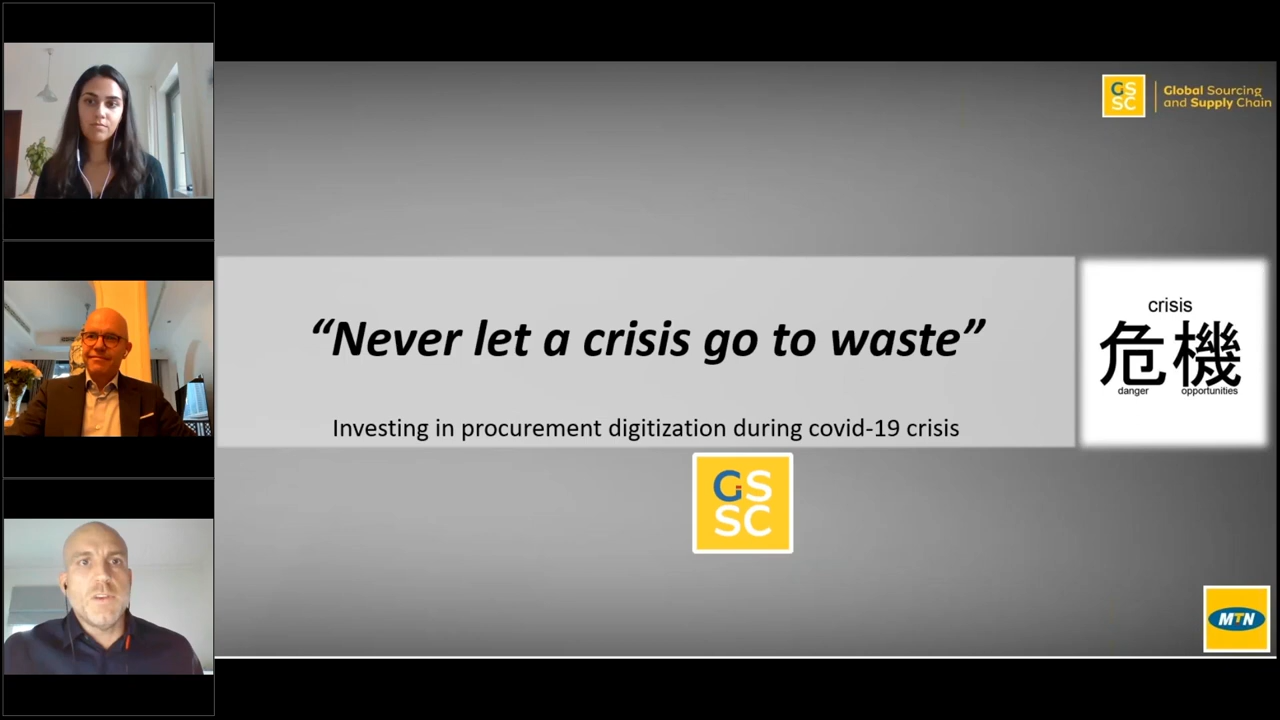 GS
SC
Global Sourcing
and Supply Chain
“Never let a crisis go to waste”
Investing in procurement digitization during covid-19 crisis
crisis
危機
danger opportunities
GS
SC
MTN